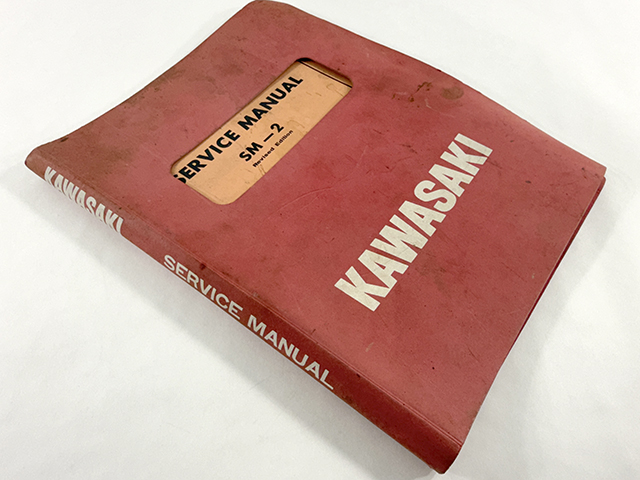 SERVICE MANUAL
SM — 2
Revised Edition
KAWASAKI
KAWASAKI
SERVICE MANUAL